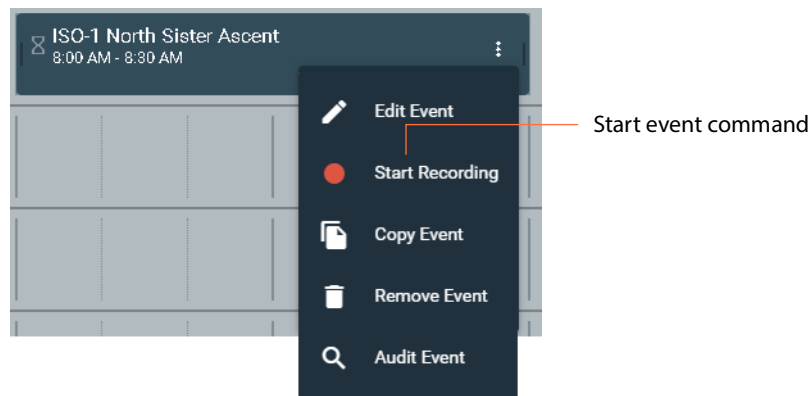 ISO-1 North Sister Ascent
8:00 AM - 8:30 AM
Edit Event
Start event command
Start Recording
Copy Event
Remove Event
Audit Event